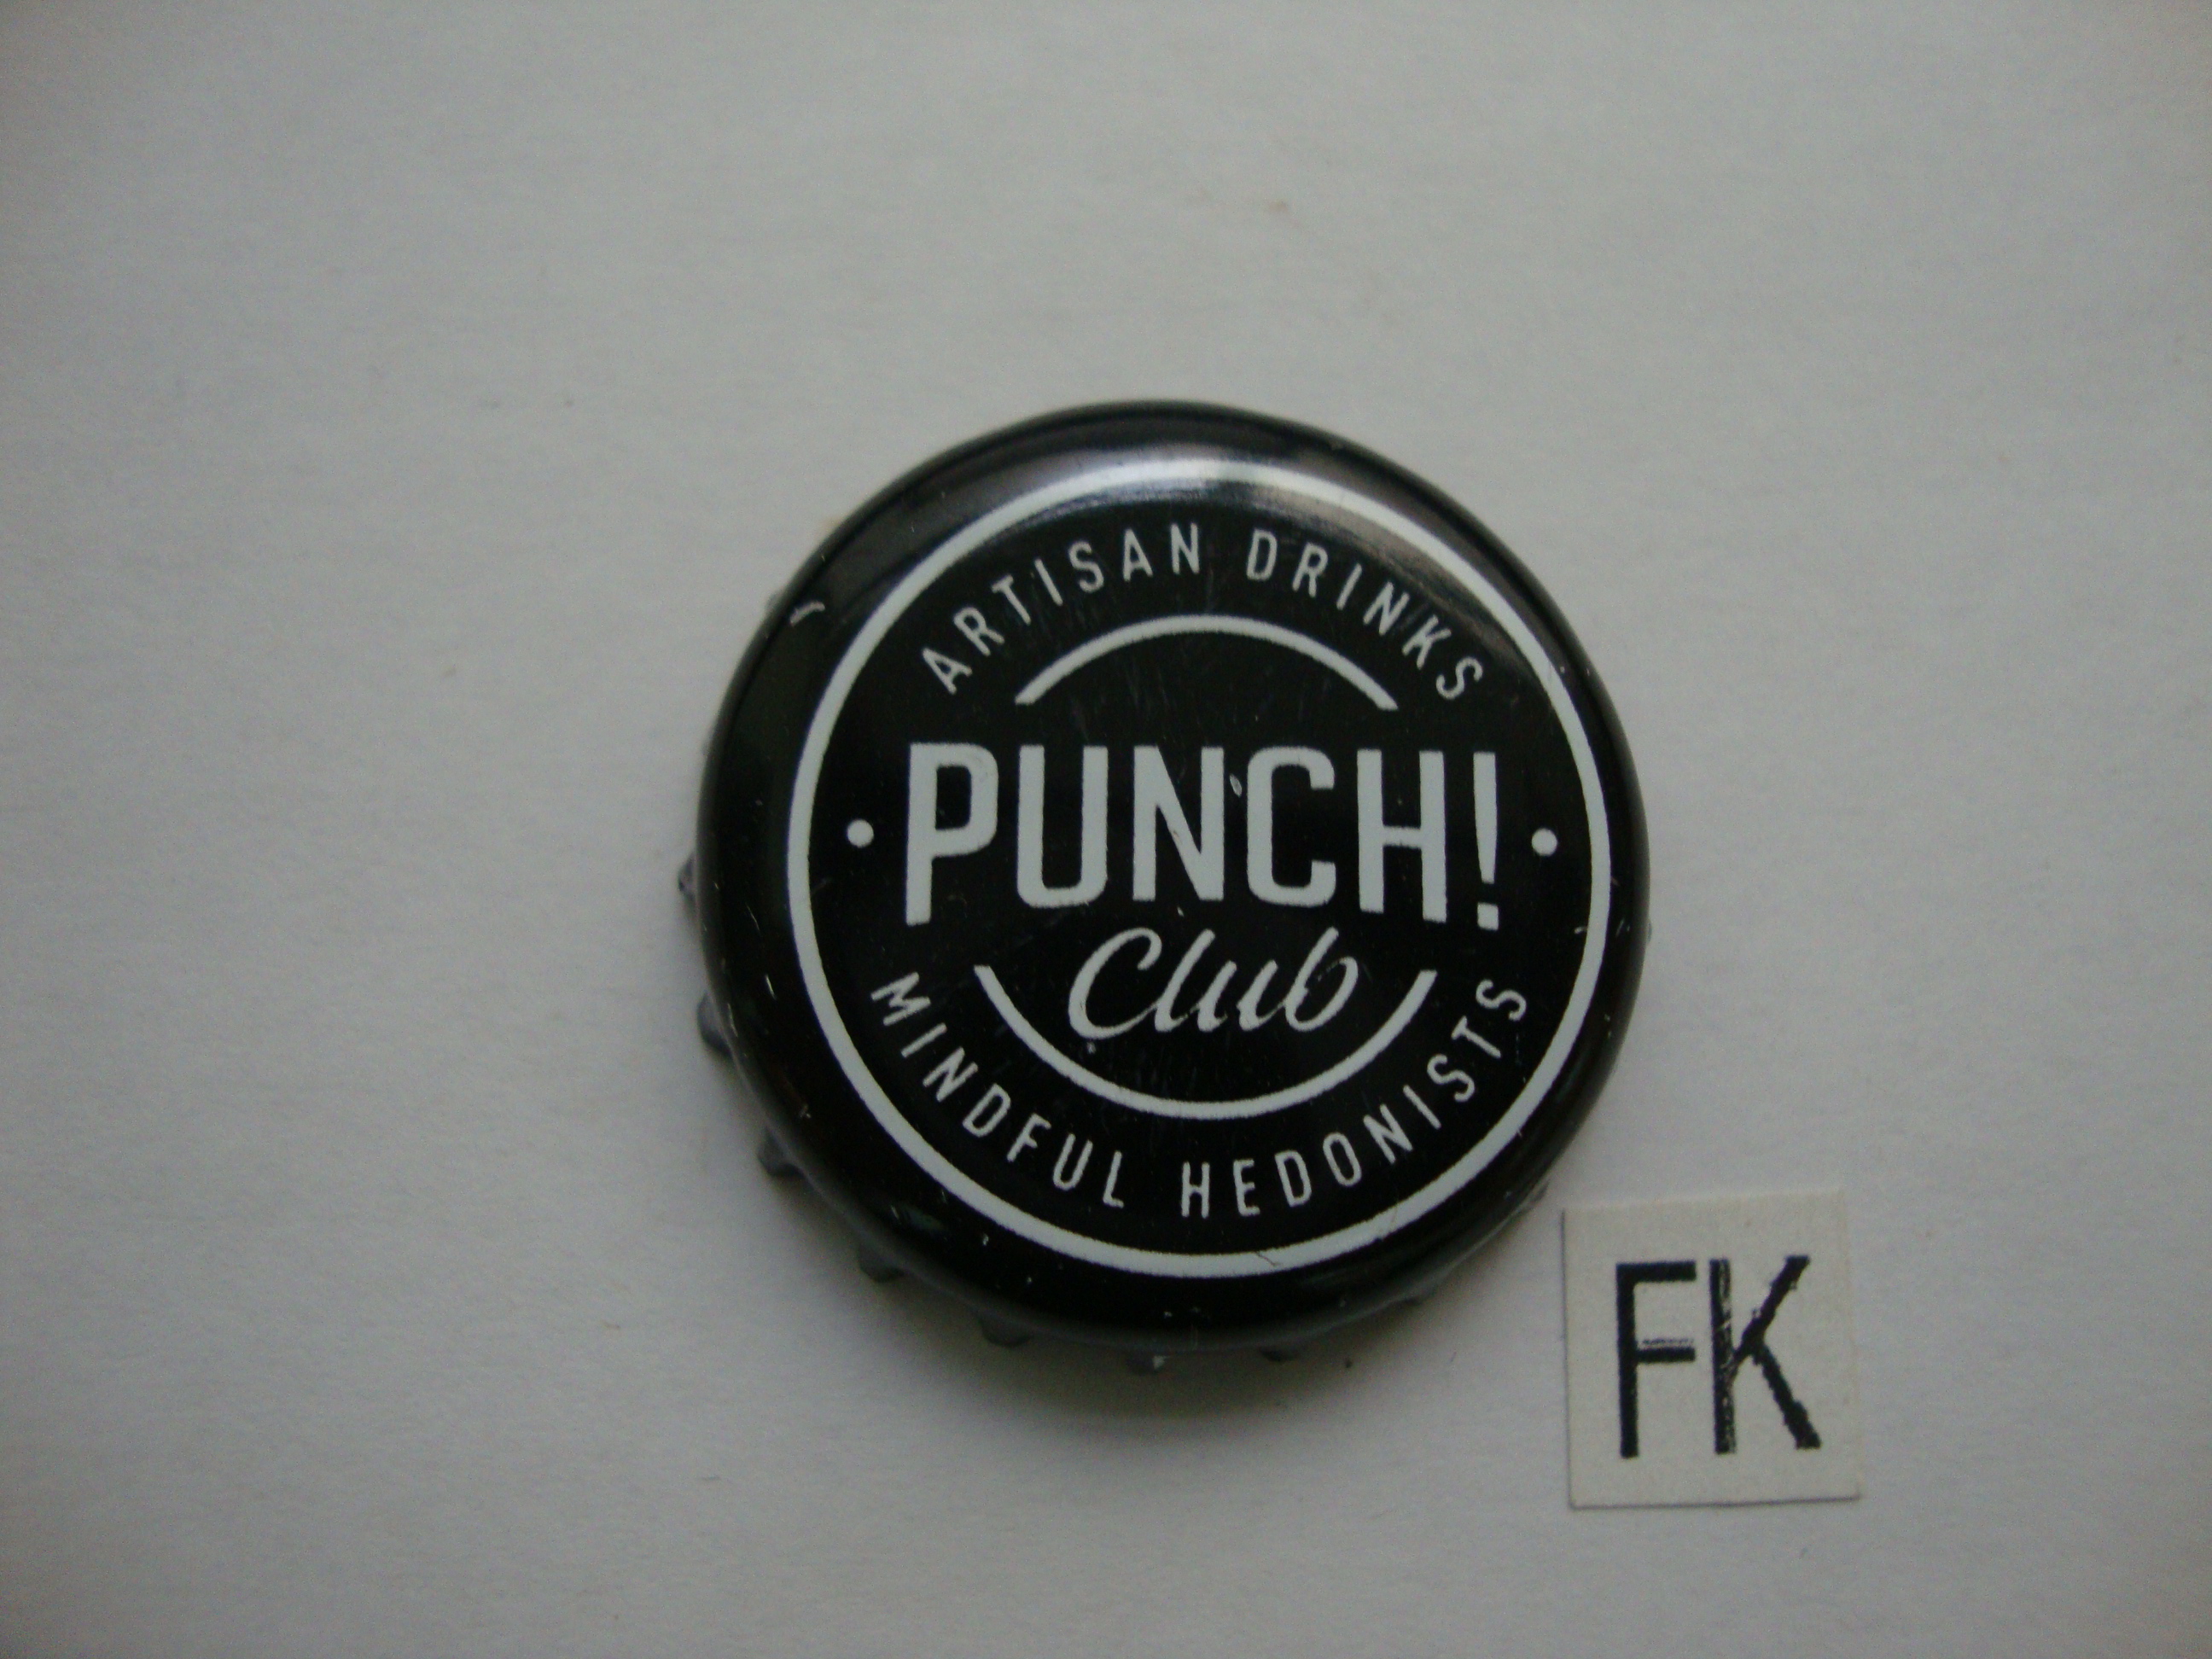 ARTISAN DRINKS
PUNCH!
Club
MINDFUL HEDONISTS
FK